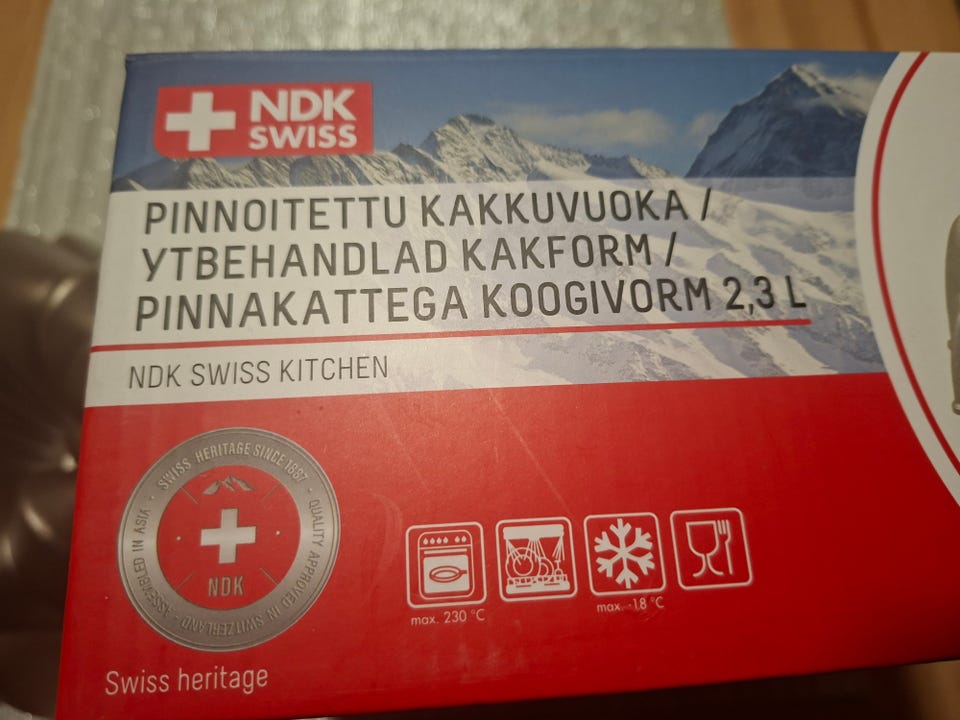 NDK
SWISS
PINNOITETTU KAKKUVUOKA /
YTBEHANDLAD KAKFORM /
PINNAKATTEGA KOOGIVORM 2,3 L
NDK SWISS KITCHEN
· SWISS HERITAGE SINCE 1887 · QUALITY APPROVED IN SWITZERLAND · ASSEMBLED IN ASIA
NDK
Swiss heritage
max. 230 °C
max. -18 °C